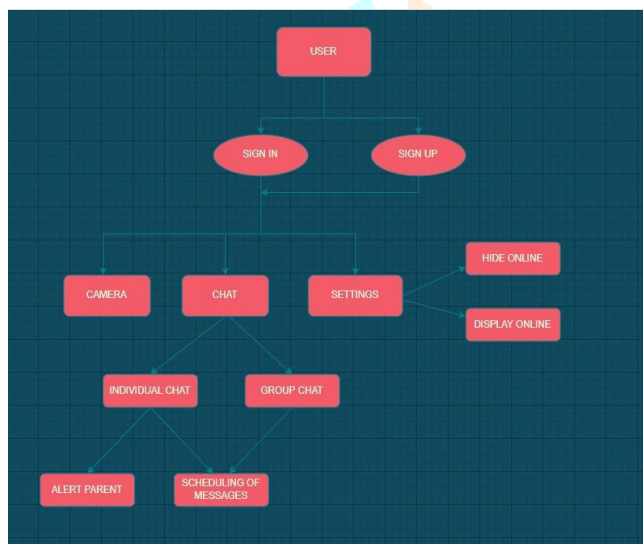 USER
SIGN IN
SIGN UP
HIDE ONLINE
CAMERA
CHAT
SETTINGS
DISPLAY ONLINE
INDIVIDUAL CHAT
GROUP CHAT
ALERT PARENT
SCHEDULING OF
MESSAGES